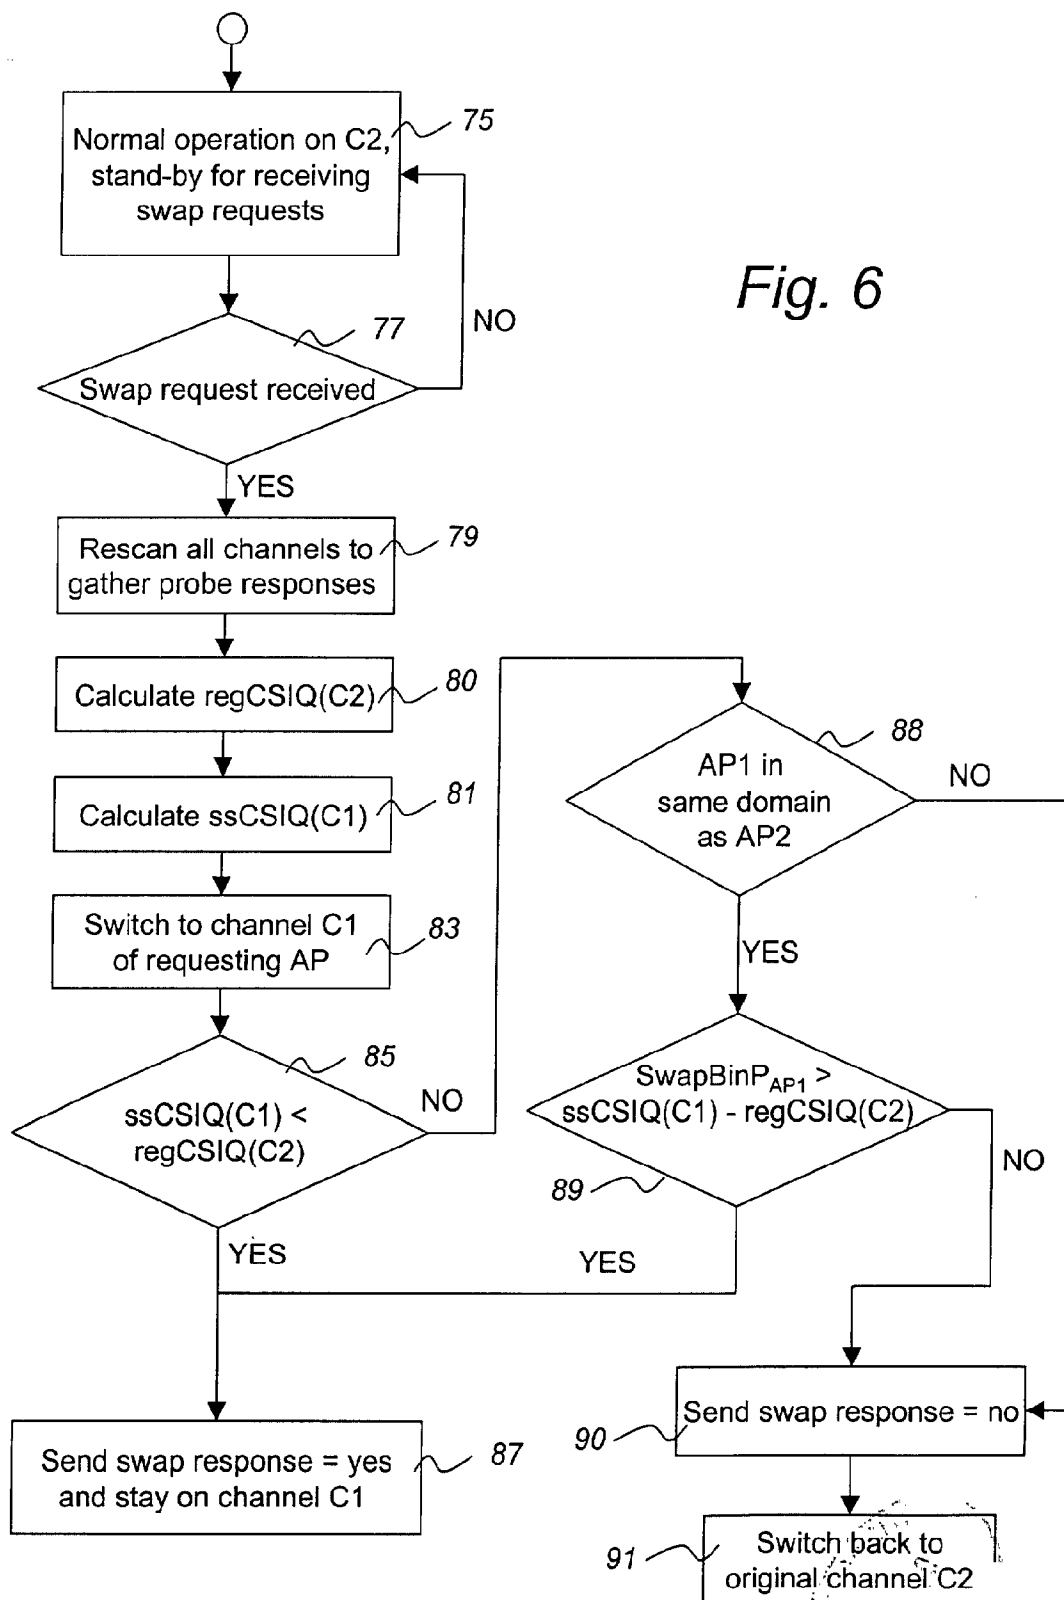 Normal operation on C2,
stand-by for receiving
swap requests
75
Fig. 6
77
NO
Swap request received
YES
Rescan all channels to
gather probe responses
79
Calculate regCSIQ(C2)
80
Calculate ssCSIQ(C1)
81
Switch to channel C1
of requesting AP
83
85
ssCSIQ(C1) <
regCSIQ(C2)
NO
YES
88
AP1 in
same domain
as AP2
NO
YES
SwapBinPAP1 >
ssCSIQ(C1) - regCSIQ(C2)
89
NO
YES
Send swap response = yes
and stay on channel C1
87
Send swap response = no
90
Switch back to
original channel C2
91